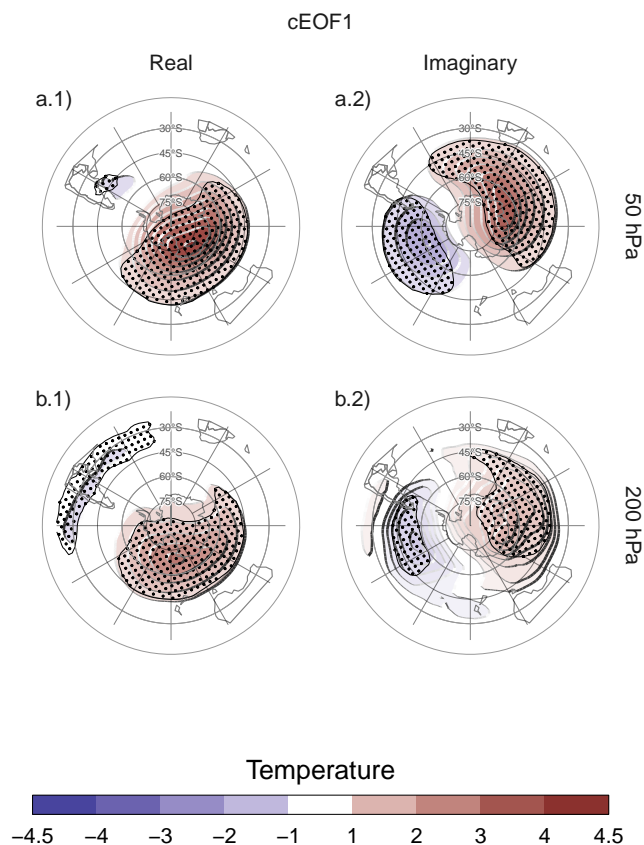 cEOF1
Real Imaginary
a.1) a.2)
30°S 30°S
45°S 45°S
60°S 60°S
75°S 75°S
50 hPa
b.1) b.2)
30°S 30°S
45°S 45°S
60°S 60°S
75°S 75°S
200 hPa
Temperature
−4.5 −4 −3 −2 −1 1 2 3 4 4.5